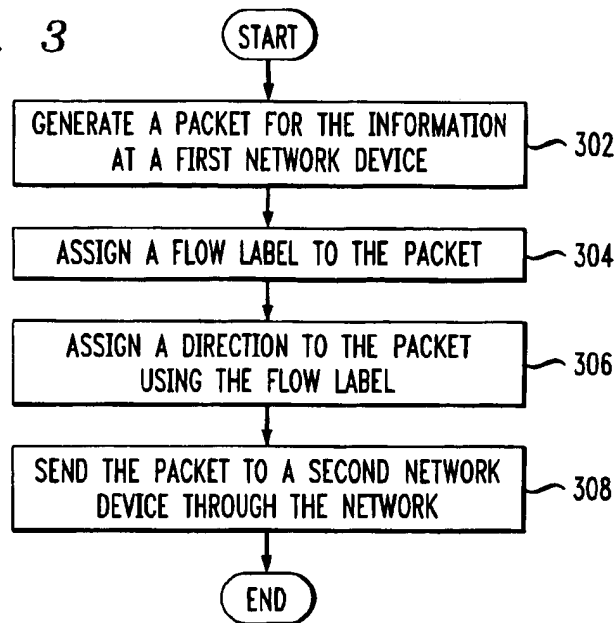 3
START
GENERATE A PACKET FOR THE INFORMATION
AT A FIRST NETWORK DEVICE
302
ASSIGN A FLOW LABEL TO THE PACKET
304
ASSIGN A DIRECTION TO THE PACKET
USING THE FLOW LABEL
306
SEND THE PACKET TO A SECOND NETWORK
DEVICE THROUGH THE NETWORK
308
END